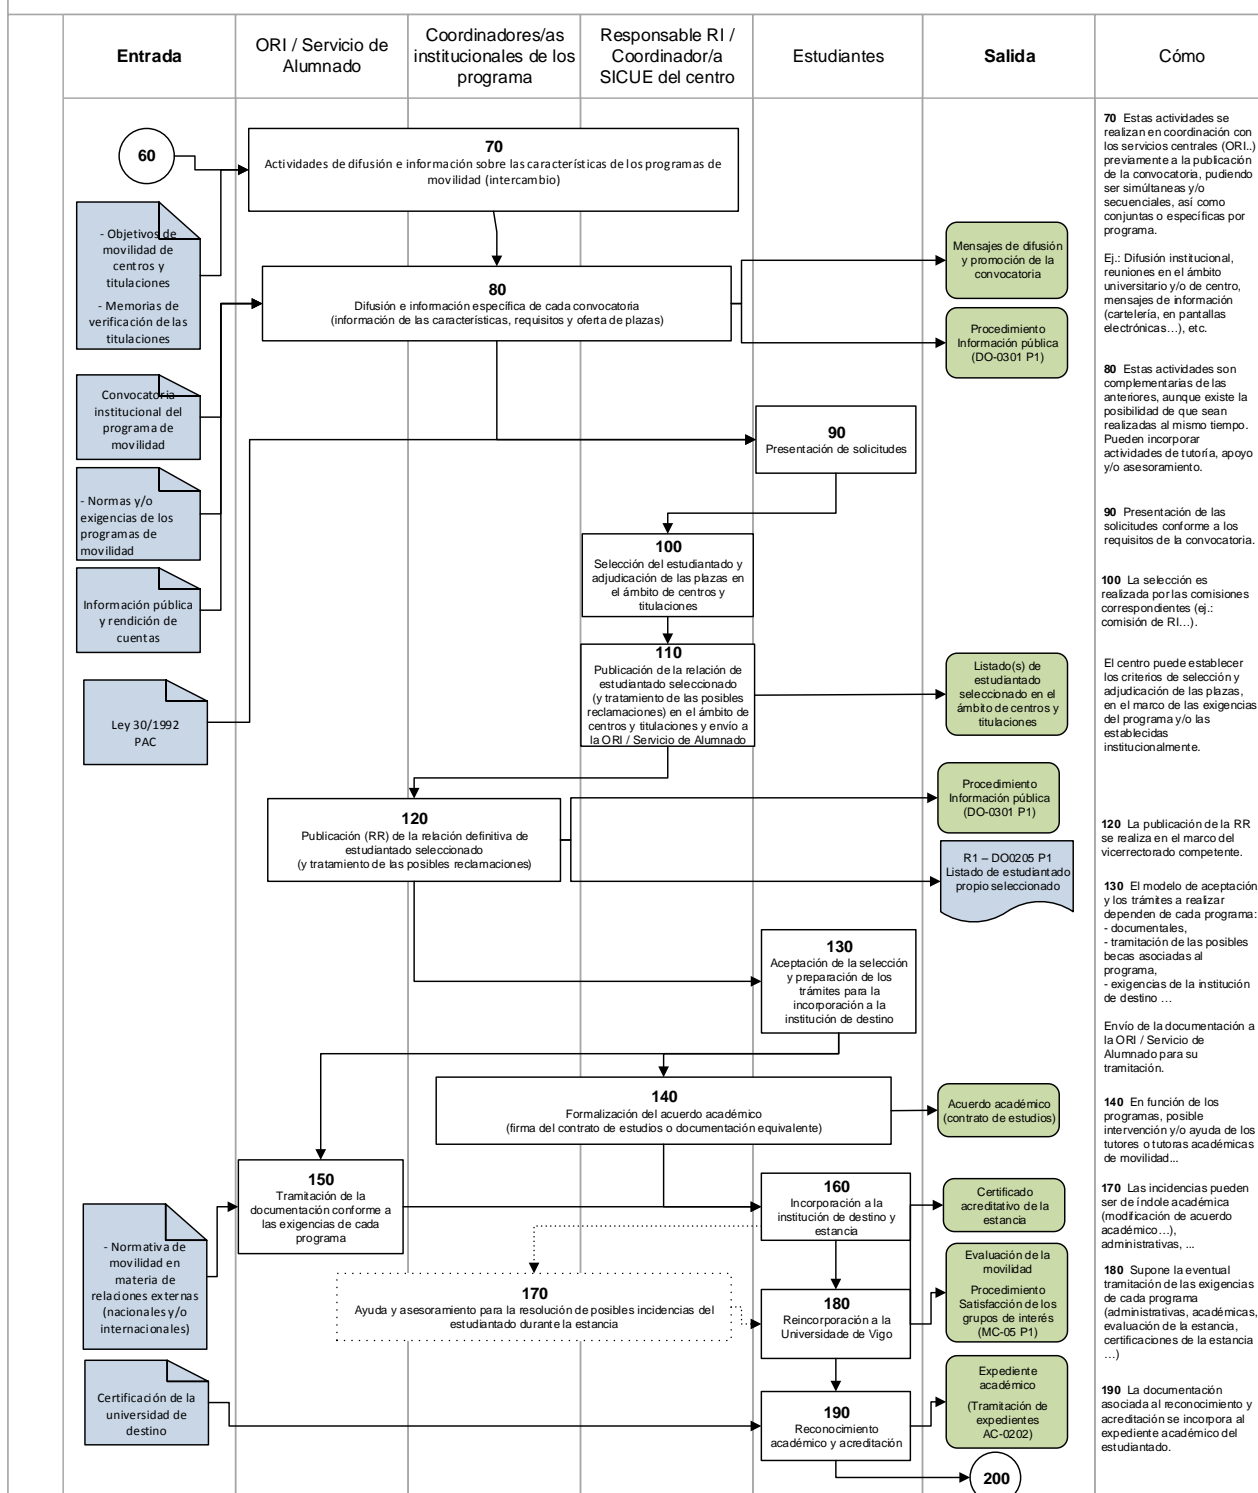 Entrada
ORI / Servicio de
Alumnado
Coordinadores/as
institucionales de los
programa
Responsable RI /
Coordinador/a
SICUE del centro
Estudiantes
Salida
Cómo
60
70
Actividades de difusión e información sobre las características de los programas de
movilidad (intercambio)
- Objetivos de
movilidad de
centros y
titulaciones
- Memorias de
verificación de las
titulaciones
80
Difusión e información específica de cada convocatoria
(información de las características, requisitos y oferta de plazas)
Mensajes de difusión
y promoción de la
convocatoria
Procedimiento
Información pública
(DO-0301 P1)
Convocatoria
institucional del
programa de
movilidad
90
Presentación de solicitudes
- Normas y/o
exigencias de los
programas de
movilidad
100
Selección del estudiantado y
adjudicación de las plazas en
el ámbito de centros y
titulaciones
Información pública
y rendición de
cuentas
110
Publicación de la relación de
estudiantado seleccionado
(y tratamiento de las posibles
reclamaciones) en el ámbito de
centros y titulaciones y envío a
la ORI / Servicio de Alumnado
Listado(s) de
estudiantado
seleccionado en el
ámbito de centros y
titulaciones
Ley 30/1992
PAC
120
Publicación (RR) de la relación definitiva de
estudiantado seleccionado
(y tratamiento de las posibles reclamaciones)
Procedimiento
Información pública
(DO-0301 P1)
R1 – DO0205 P1
Listado de estudiantado
propio seleccionado
130
Aceptación de la selección
y preparación de los
trámites para la
incorporación a la
institución de destino
140
Formalización del acuerdo académico
(firma del contrato de estudios o documentación equivalente)
Acuerdo académico
(contrato de estudios)
150
Tramitación de la
documentación conforme a
las exigencias de cada
programa
160
Incorporación a la
institución de destino y
estancia
Certificado
acreditativo de la
estancia
- Normativa de
movilidad en
materia de
relaciones externas
(nacionales y/o
internacionales)
170
Ayuda y asesoramiento para la resolución de posibles incidencias del
estudiantado durante la estancia
180
Reincorporación a la
Universidade de Vigo
Evaluación de la
movilidad
Procedimiento
Satisfacción de los
grupos de interés
(MC-05 P1)
Certificación de la
universidad de
destino
190
Reconocimiento
académico y acreditación
Expediente
académico
(Tramitación de
expedientes
AC-0202)
200
70 Estas actividades se
realizan en coordinación con
los servicios centrales (ORI..)
previamente a la publicación
de la convocatoria, pudiendo
ser simúltaneas y/o
secuenciales, así como
conjuntas o específicas por
programa.
Ej.: Difusión institucional,
reuniones en el ámbito
universitario y/o de centro,
mensajes de información
(cartelería, en pantallas
electrónicas…), etc.
80 Estas actividades son
complementarias de las
anteriores, aunque existe la
posibilidad de que sean
realizadas al mismo tiempo.
Pueden incorporar
actividades de tutoría, apoyo
y/o asesoramiento.
90 Presentación de las
solicitudes conforme a los
requisitos de la convocatoria.
100 La selección es
realizada por las comisiones
correspondientes (ej.:
comisión de RI…).
El centro puede establecer
los criterios de selección y
adjudicación de las plazas,
en el marco de las exigencias
del programa y/o las
establecidas
institucionalmente.
120 La publicación de la RR
se realiza en el marco del
vicerrectorado competente.
130 El modelo de aceptación
y los trámites a realizar
dependen de cada programa:
- documentales,
- tramitación de las posibles
becas asociadas al
programa,
- exigencias de la institución
de destino …
Envío de la documentación a
la ORI / Servicio de
Alumnado para su
tramitación.
140 En función de los
programas, posible
intervención y/o ayuda de los
tutores o tutoras académicas
de movilidad...
170 Las incidencias pueden
ser de índole académica
(modificación de acuerdo
académico…),
administrativas, ...
180 Supone la eventual
tramitación de las exigencias
de cada programa
(administrativas, académicas,
evaluación de la estancia,
certificaciones de la estancia
…)
190 La documentación
asociada al reconocimiento y
acreditación se incorpora al
expediente académico del
estudiantado.